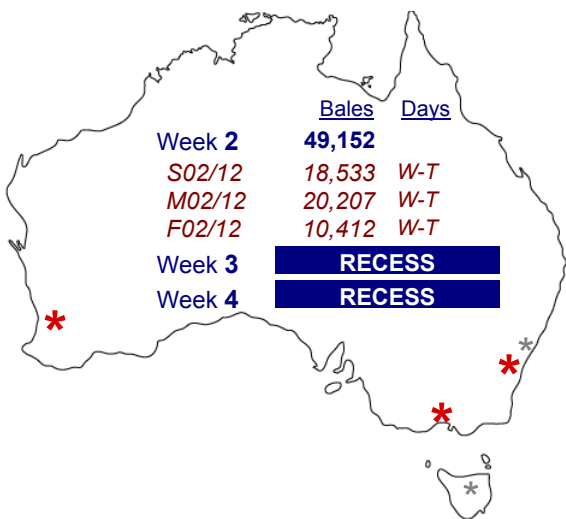 Bales Days
Week 2 49,152
S02/12 18,533 W-T
M02/12 20,207 W-T
F02/12 10,412 W-T
Week 3 RECESS
Week 4 RECESS
*
*
*
*
*